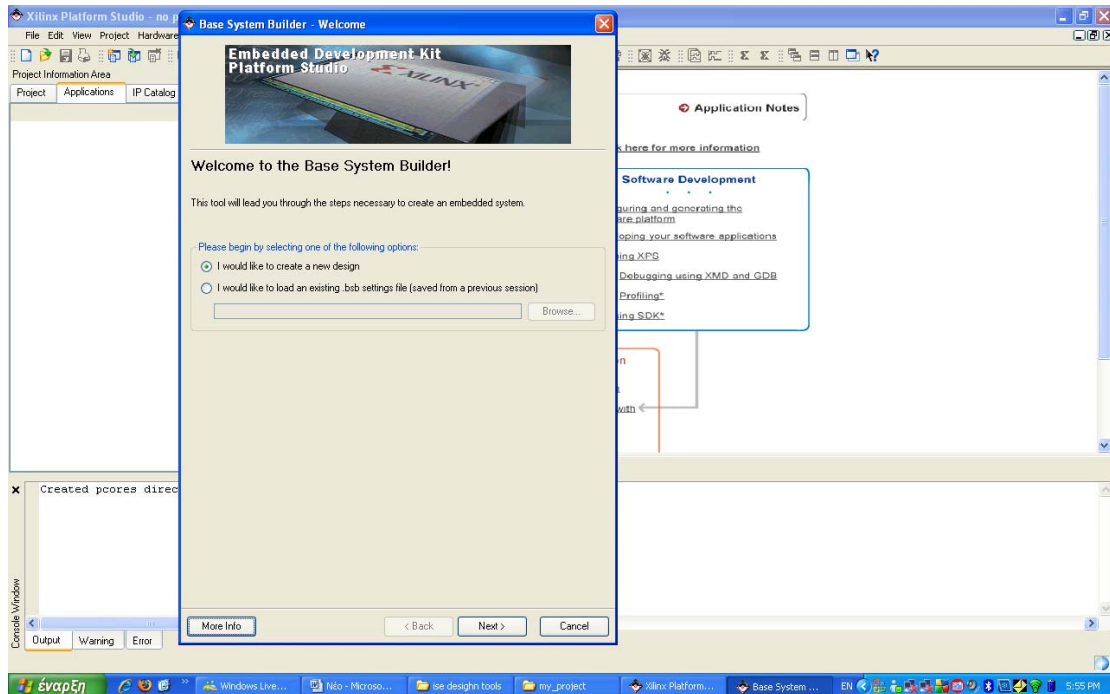 Xilinx Platform Studio - no p
Base System Builder - Welcome
File Edit View Project Hardware
Project Information Area
Project Applications IP Catalog
Embedded Development Kit
Platform Studio
XILINX
Welcome to the Base System Builder!
This tool will lead you through the steps necessary to create an embedded system.
Please begin by selecting one of the following options:
I would like to create a new design
I would like to load an existing .bsb settings file (saved from a previous session)
Browse...
More Info
< Back
Next >
Cancel
Application Notes
here for more information
Software Development
guring and generating the
are platform
oping your software applications
ing XPS
Debugging using XMD and GDB
Profiling*
ing SDK*
on
with
Created pcores direc
Console Window
Output Warning Error
έναρξη
Windows Live...
Νέο - Microso...
ise desighn tools
my_project
Xilinx Platform...
Base System ...
EN
5:55 PM